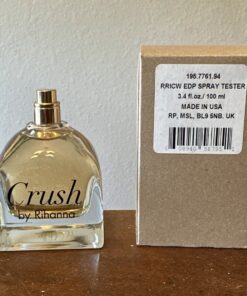 Crush
by Rihanna
198.7761.94
RRICW EDP SPRAY TESTER
3.4 fl.oz./ 100 ml
MADE IN USA
RP, MSL, BL9 5NB. UK